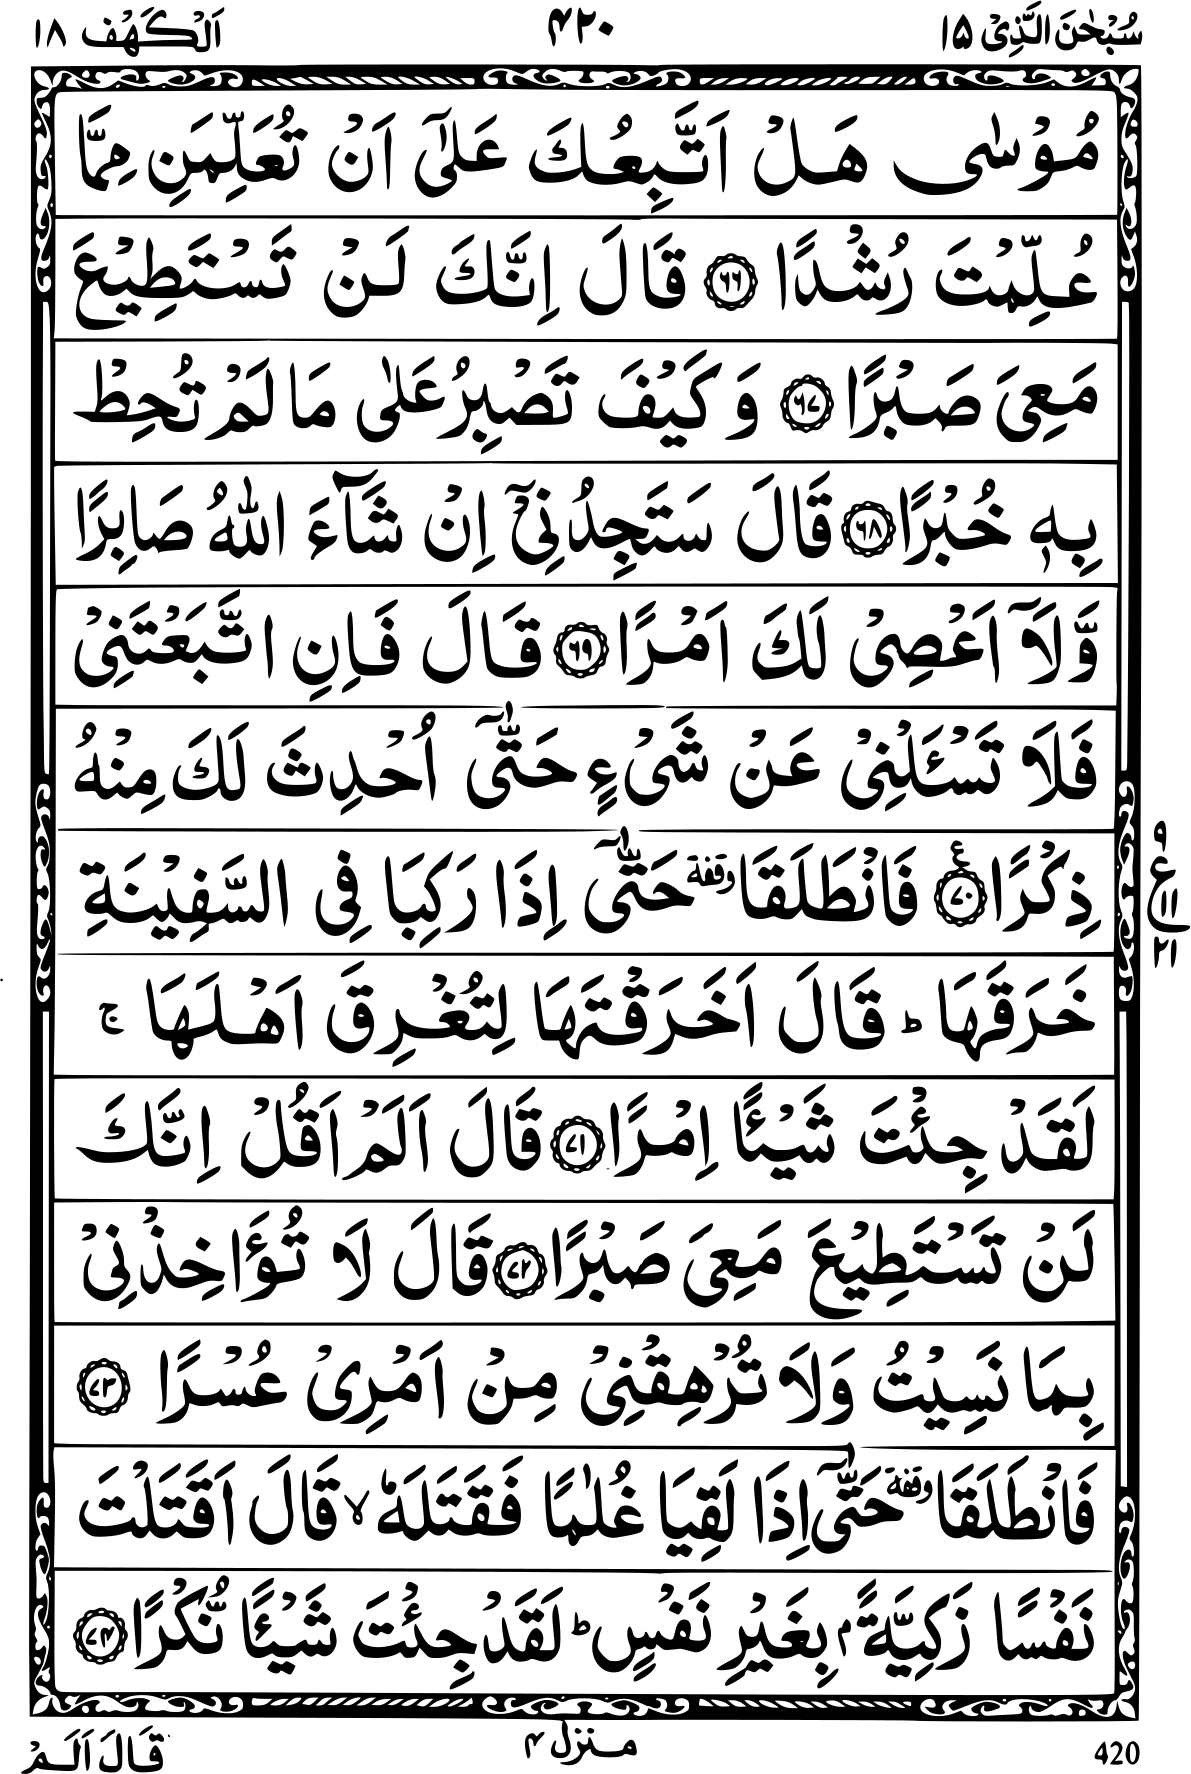 سُبْحٰنَ الَّذِیْ ۱۵ ۴۲۰ اَلْكَهْف ۱۸
مُوْسٰى هَلْ اَتَّبِعُكَ عَلٰۤى اَنْ تُعَلِّمَنِ مِمَّا
عُلِّمْتَ رُشْدًا ﴿۶۶﴾ قَالَ اِنَّكَ لَنْ تَسْتَطِیْعَ
مَعِیَ صَبْرًا ﴿۶۷﴾ وَ كَیْفَ تَصْبِرُ عَلٰى مَا لَمْ تُحِطْ
بِهٖ خُبْرًا ﴿۶۸﴾ قَالَ سَتَجِدُنِیْۤ اِنْ شَآءَ اللّٰهُ صَابِرًا
وَّ لَاۤ اَعْصِیْ لَكَ اَمْرًا ﴿۶۹﴾ قَالَ فَاِنِ اتَّبَعْتَنِیْ
فَلَا تَسْـَٔلْنِیْ عَنْ شَیْءٍ حَتّٰۤى اُحْدِثَ لَكَ مِنْهُ
ذِكْرًا ﴿۷۰﴾ ع فَانْطَلَقَا وقفة حَتّٰۤى اِذَا رَكِبَا فِی السَّفِیْنَةِ
۹ ع ۱۱ ۲۱
خَرَقَهَا ؕ قَالَ اَخَرَقْتَهَا لِتُغْرِقَ اَهْلَهَا ۚ
لَقَدْ جِئْتَ شَیْـًٔا اِمْرًا ﴿۷۱﴾ قَالَ اَلَمْ اَقُلْ اِنَّكَ
لَنْ تَسْتَطِیْعَ مَعِیَ صَبْرًا ﴿۷۲﴾ قَالَ لَا تُؤَاخِذْنِیْ
بِمَا نَسِیْتُ وَلَا تُرْهِقْنِیْ مِنْ اَمْرِیْ عُسْرًا ﴿۷۳﴾
فَانْطَلَقَا وقفة حَتّٰۤى اِذَا لَقِیَا غُلٰمًا فَقَتَلَهٗ ۙ قَالَ اَقَتَلْتَ
نَفْسًا زَكِیَّةًۢ بِغَیْرِ نَفْسٍ ؕ لَقَدْ جِئْتَ شَیْـًٔا نُّكْرًا ﴿۷۴﴾
420 منزل ۴ قَالَ اَلَمْ